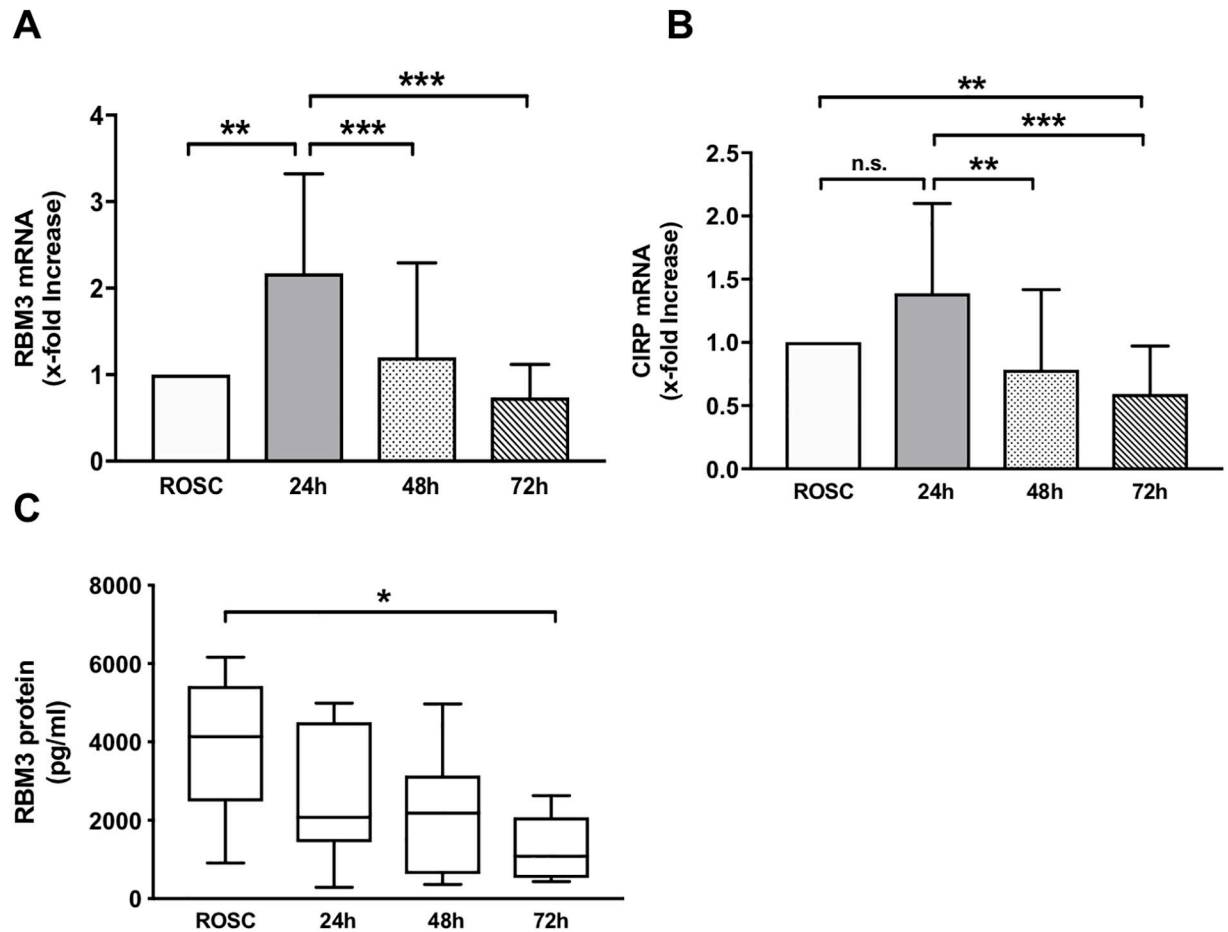 A
RBM3 mRNA
(x-fold Increase)
4
3
2
1
0
**
***
***
ROSC 24h 48h 72h
B
CIRP mRNA
(x-fold Increase)
2.5
2.0
1.5
1.0
0.5
0.0
**
***
n.s.
**
ROSC 24h 48h 72h
C
RBM3 protein
(pg/ml)
8000
6000
4000
2000
0
*
ROSC 24h 48h 72h